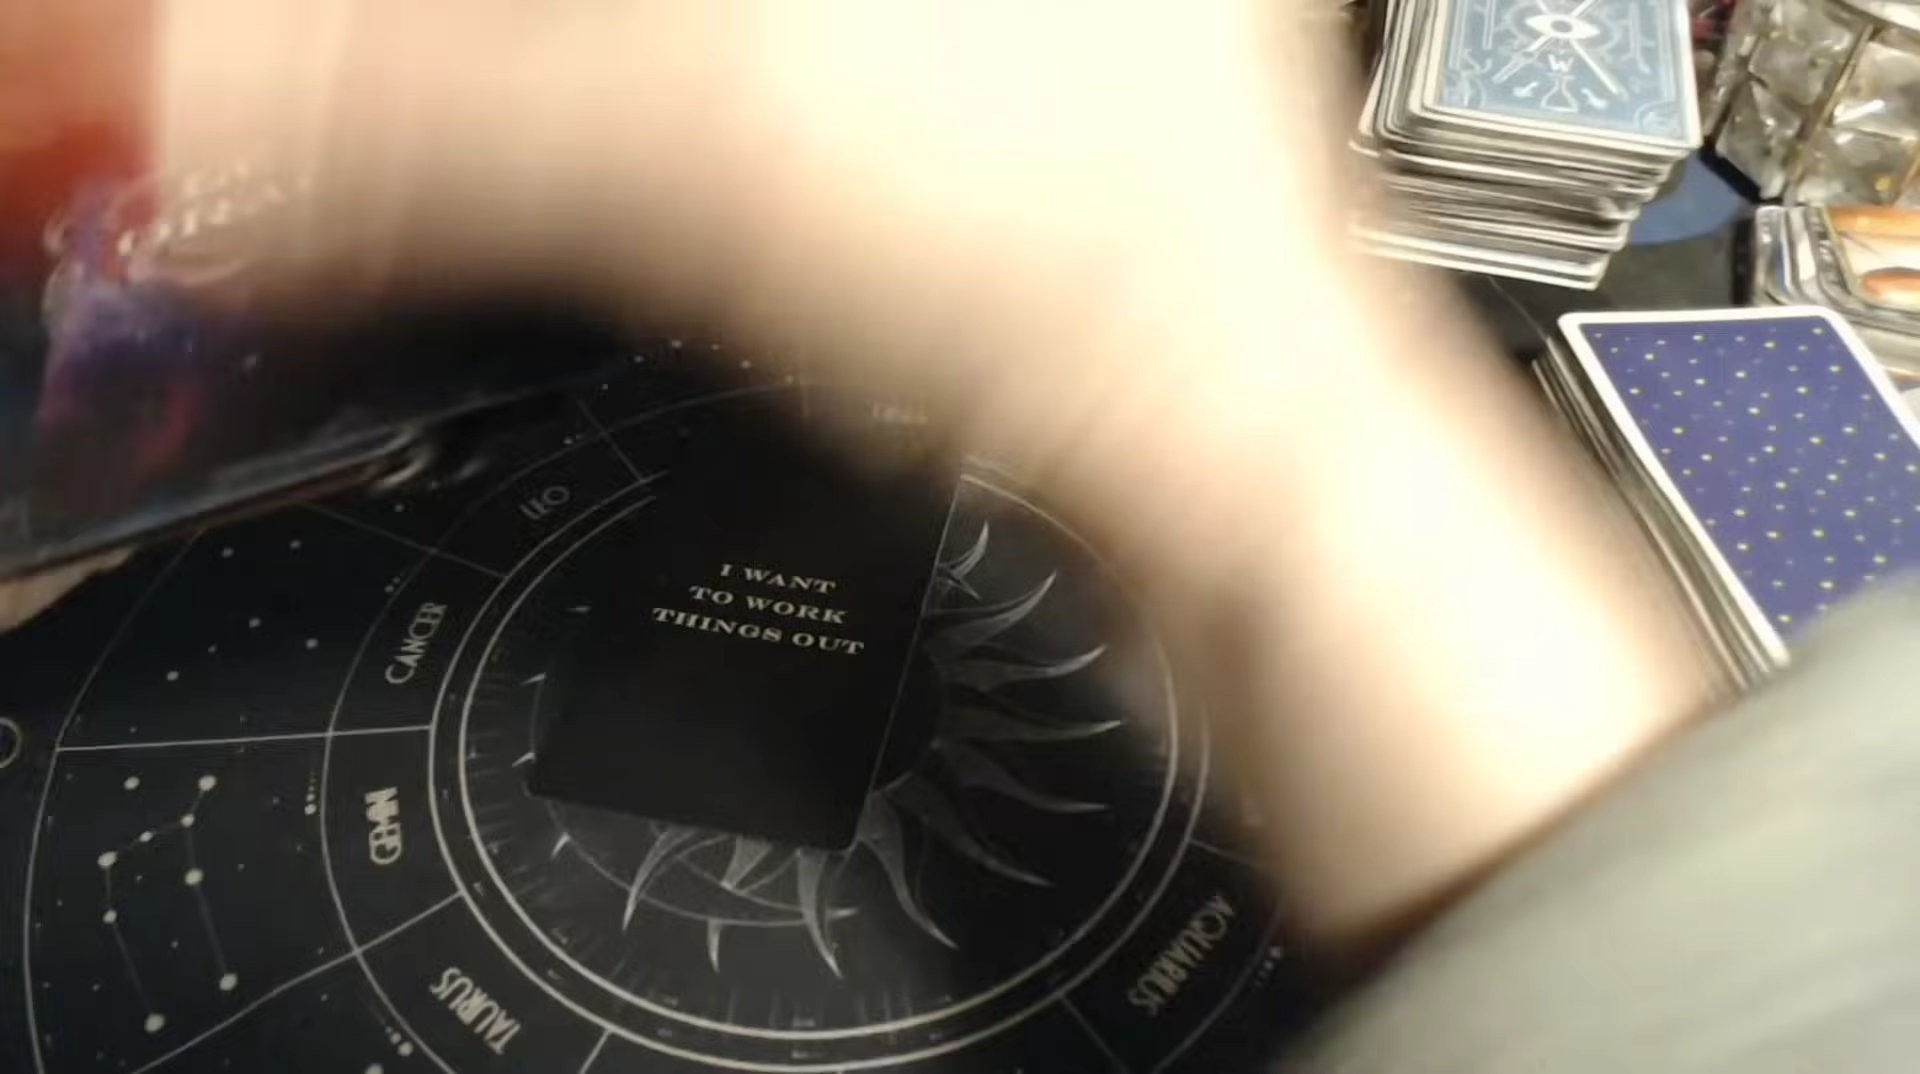 W
LEO
I WANT
TO WORK
THINGS OUT
CANCER
GEMINI
TAURUS
AQUARIUS